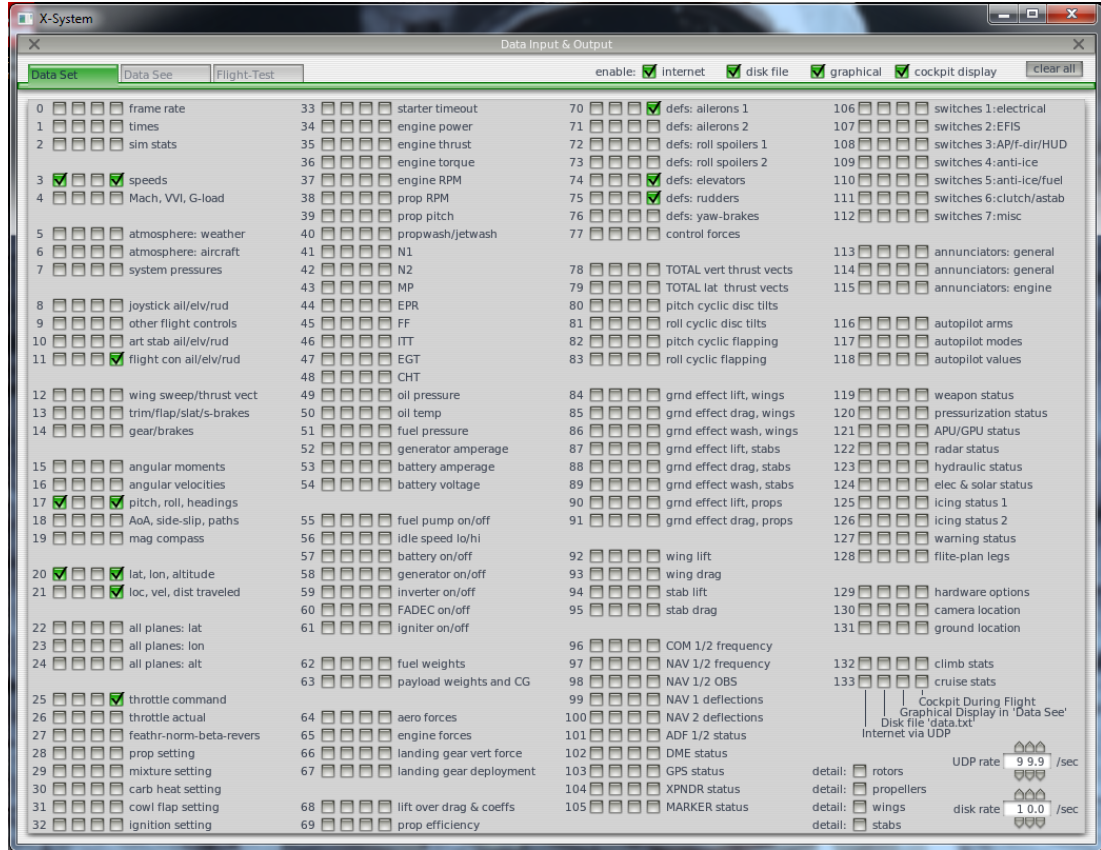 X-System
Data Input & Output
Data Set
Data See
Flight-Test
enable: internet disk file graphical cockpit display clear all
0 frame rate
1 times
2 sim stats
3 speeds
4 Mach, VVI, G-load
5 atmosphere: weather
6 atmosphere: aircraft
7 system pressures
8 joystick ail/elv/rud
9 other flight controls
10 art stab ail/elv/rud
11 flight con ail/elv/rud
12 wing sweep/thrust vect
13 trim/flap/slat/s-brakes
14 gear/brakes
15 angular moments
16 angular velocities
17 pitch, roll, headings
18 AoA, side-slip, paths
19 mag compass
20 lat, lon, altitude
21 loc, vel, dist traveled
22 all planes: lat
23 all planes: lon
24 all planes: alt
25 throttle command
26 throttle actual
27 feathr-norm-beta-revers
28 prop setting
29 mixture setting
30 carb heat setting
31 cowl flap setting
32 ignition setting
33 starter timeout
34 engine power
35 engine thrust
36 engine torque
37 engine RPM
38 prop RPM
39 prop pitch
40 propwash/jetwash
41 N1
42 N2
43 MP
44 EPR
45 FF
46 ITT
47 EGT
48 CHT
49 oil pressure
50 oil temp
51 fuel pressure
52 generator amperage
53 battery amperage
54 battery voltage
55 fuel pump on/off
56 idle speed lo/hi
57 battery on/off
58 generator on/off
59 inverter on/off
60 FADEC on/off
61 igniter on/off
62 fuel weights
63 payload weights and CG
64 aero forces
65 engine forces
66 landing gear vert force
67 landing gear deployment
68 lift over drag & coeffs
69 prop efficiency
70 defs: ailerons 1
71 defs: ailerons 2
72 defs: roll spoilers 1
73 defs: roll spoilers 2
74 defs: elevators
75 defs: rudders
76 defs: yaw-brakes
77 control forces
78 TOTAL vert thrust vects
79 TOTAL lat thrust vects
80 pitch cyclic disc tilts
81 roll cyclic disc tilts
82 pitch cyclic flapping
83 roll cyclic flapping
84 grnd effect lift, wings
85 grnd effect drag, wings
86 grnd effect wash, wings
87 grnd effect lift, stabs
88 grnd effect drag, stabs
89 grnd effect wash, stabs
90 grnd effect lift, props
91 grnd effect drag, props
92 wing lift
93 wing drag
94 stab lift
95 stab drag
96 COM 1/2 frequency
97 NAV 1/2 frequency
98 NAV 1/2 OBS
99 NAV 1 deflections
100 NAV 2 deflections
101 ADF 1/2 status
102 DME status
103 GPS status
104 XPNDR status
105 MARKER status
106 switches 1:electrical
107 switches 2:EFIS
108 switches 3:AP/f-dir/HUD
109 switches 4:anti-ice
110 switches 5:anti-ice/fuel
111 switches 6:clutch/astab
112 switches 7:misc
113 annunciators: general
114 annunciators: general
115 annunciators: engine
116 autopilot arms
117 autopilot modes
118 autopilot values
119 weapon status
120 pressurization status
121 APU/GPU status
122 radar status
123 hydraulic status
124 elec & solar status
125 icing status 1
126 icing status 2
127 warning status
128 flite-plan legs
129 hardware options
130 camera location
131 ground location
132 climb stats
133 cruise stats
Cockpit During Flight
Graphical Display in 'Data See'
Disk file 'data.txt'
Internet via UDP
UDP rate 99.9 /sec
detail: rotors
detail: propellers
detail: wings
detail: stabs
disk rate 10.0 /sec